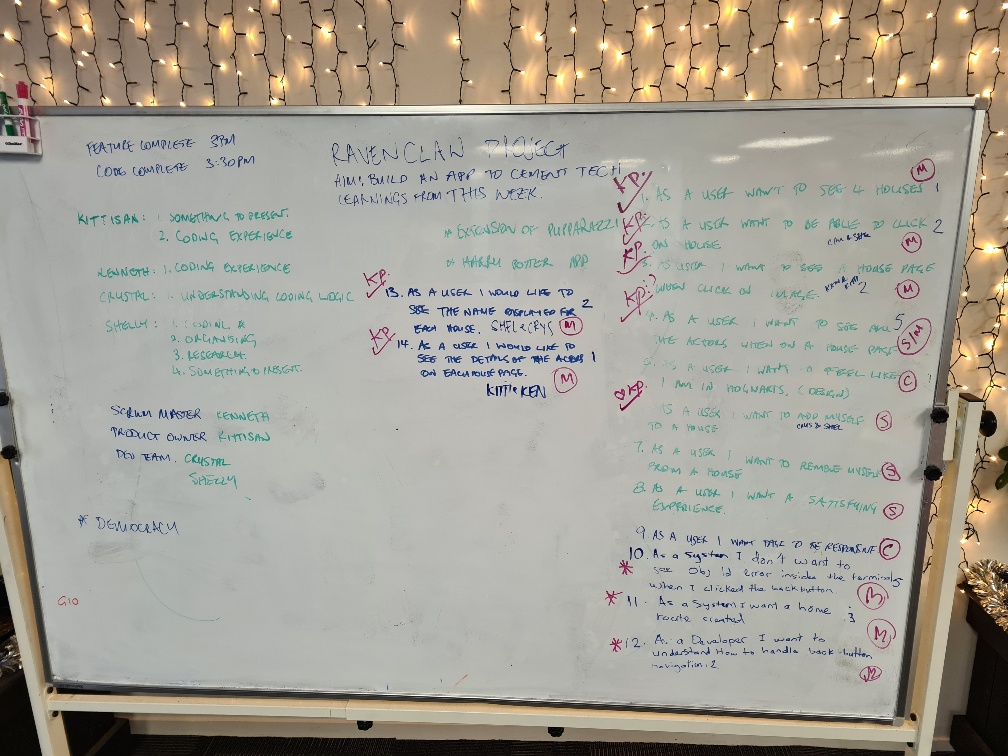 FEATURE COMPLETE 3PM
CODE COMPLETE 3:30PM
RAVENCLAW PROJECT
AIM: BUILD AN APP TO CEMENT TECH
LEARNINGS FROM THIS WEEK.
KITTISAN: 1. SOMETHING TO PRESENT.
2. CODING EXPERIENCE
KENNETH: 1. CODING EXPERIENCE
CRYSTAL: 1. UNDERSTANDING CODING LOGIC
SHELLY: 1. CODING &
2. ORGANISING
3. RESEARCH.
4. SOMETHING TO PRESENT.
SCRUM MASTER KENNETH
PRODUCT OWNER KITTISAN
DEV TEAM. CRYSTAL
SHELLY
* DEMOCRACY
G10
EXTENSION OF PUPPARAZZI
HARRY POTTER APP
KP.
13. AS A USER I WOULD LIKE TO
SEE THE NAME DISPLAYED FOR 2
EACH HOUSE. SHEL & CRYS M
KP
14. AS A USER I WOULD LIKE TO
SEE THE DETAILS OF THE ACTORS 1
ON EACH HOUSE PAGE. M
KITT & KEN
KP. M
1. AS A USER WANT TO SEE 4 HOUSES 1
KP: 2. AS A USER WANT TO BE ABLE TO CLICK 2
ON HOUSE M
KP 3. AS USER I WANT TO SEE A HOUSE PAGE
KP: WHEN CLICK ON IMAGE. 2 M
4. AS A USER I WANT TO SEE ALL 5
THE ACTORS WHEN ON A HOUSE PAGE S/M
AS A USER I WANT TO FEEL LIKE C
KP. I AM IN HOGWARTS. (DESIGN)
AS A USER I WANT TO ADD MYSELF S
TO A HOUSE CRYS & SHEL
7. AS A USER I WANT TO REMOVE MYSELF S
FROM A HOUSE
8. AS A USER I WANT A SATISFYING S
EXPERIENCE.
9 AS A USER I WANT TO BE RESPONSIVE C
10. As a System I don't want to
* see Obj id error inside the terminals
when I clicked the back button M
* 11. As a System I want a home 3
route created M
* 12. As a Developer I want to
understand How to handle back-button
navigation. 2